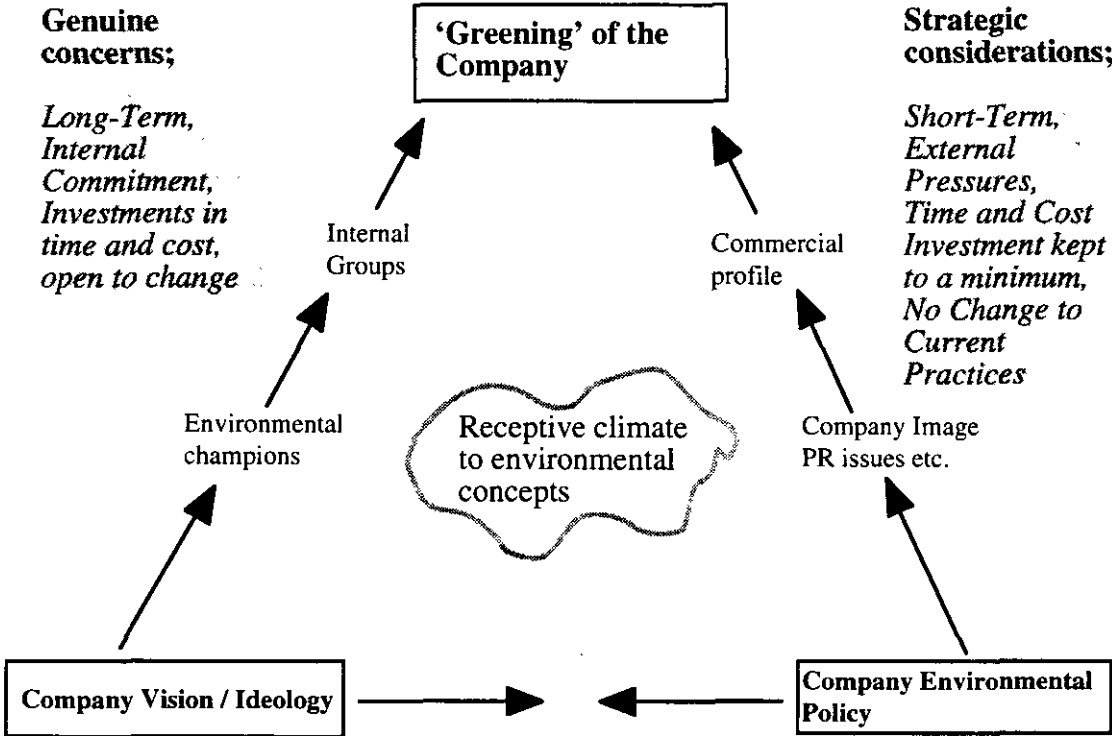 Genuine
concerns;
Long-Term,
Internal
Commitment,
Investments in
time and cost,
open to change
‘Greening’ of the
Company
Strategic
considerations;
Short-Term,
External
Pressures,
Time and Cost
Investment kept
to a minimum,
No Change to
Current
Practices
Internal
Groups
Commercial
profile
Environmental
champions
Receptive climate
to environmental
concepts
Company Image
PR issues etc.
Company Vision / Ideology
Company Environmental
Policy